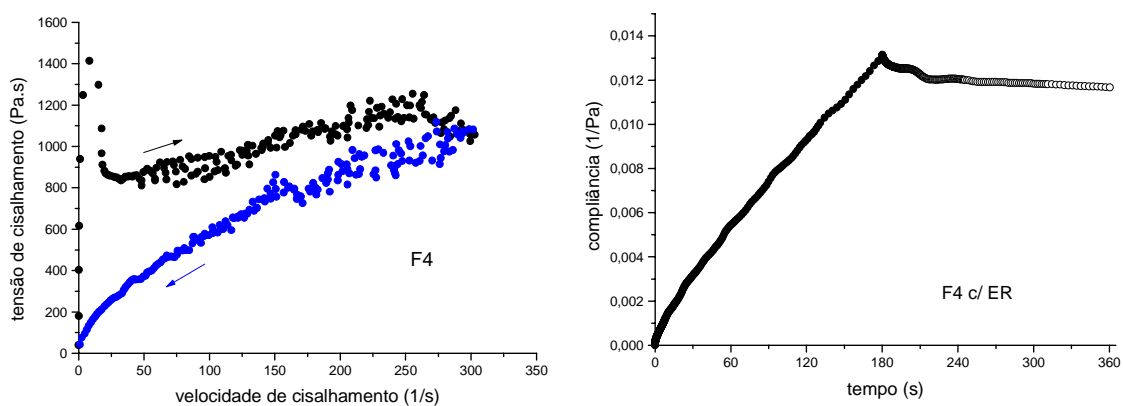 tensão de cisalhamento (Pa.s)
1600
1400
1200
1000
800
600
400
200
0
0 50 100 150 200 250 300 350
velocidade de cisalhamento (1/s)
F4
compliância (1/Pa)
0,014
0,012
0,010
0,008
0,006
0,004
0,002
0,000
0 60 120 180 240 300 360
tempo (s)
F4 c/ ER